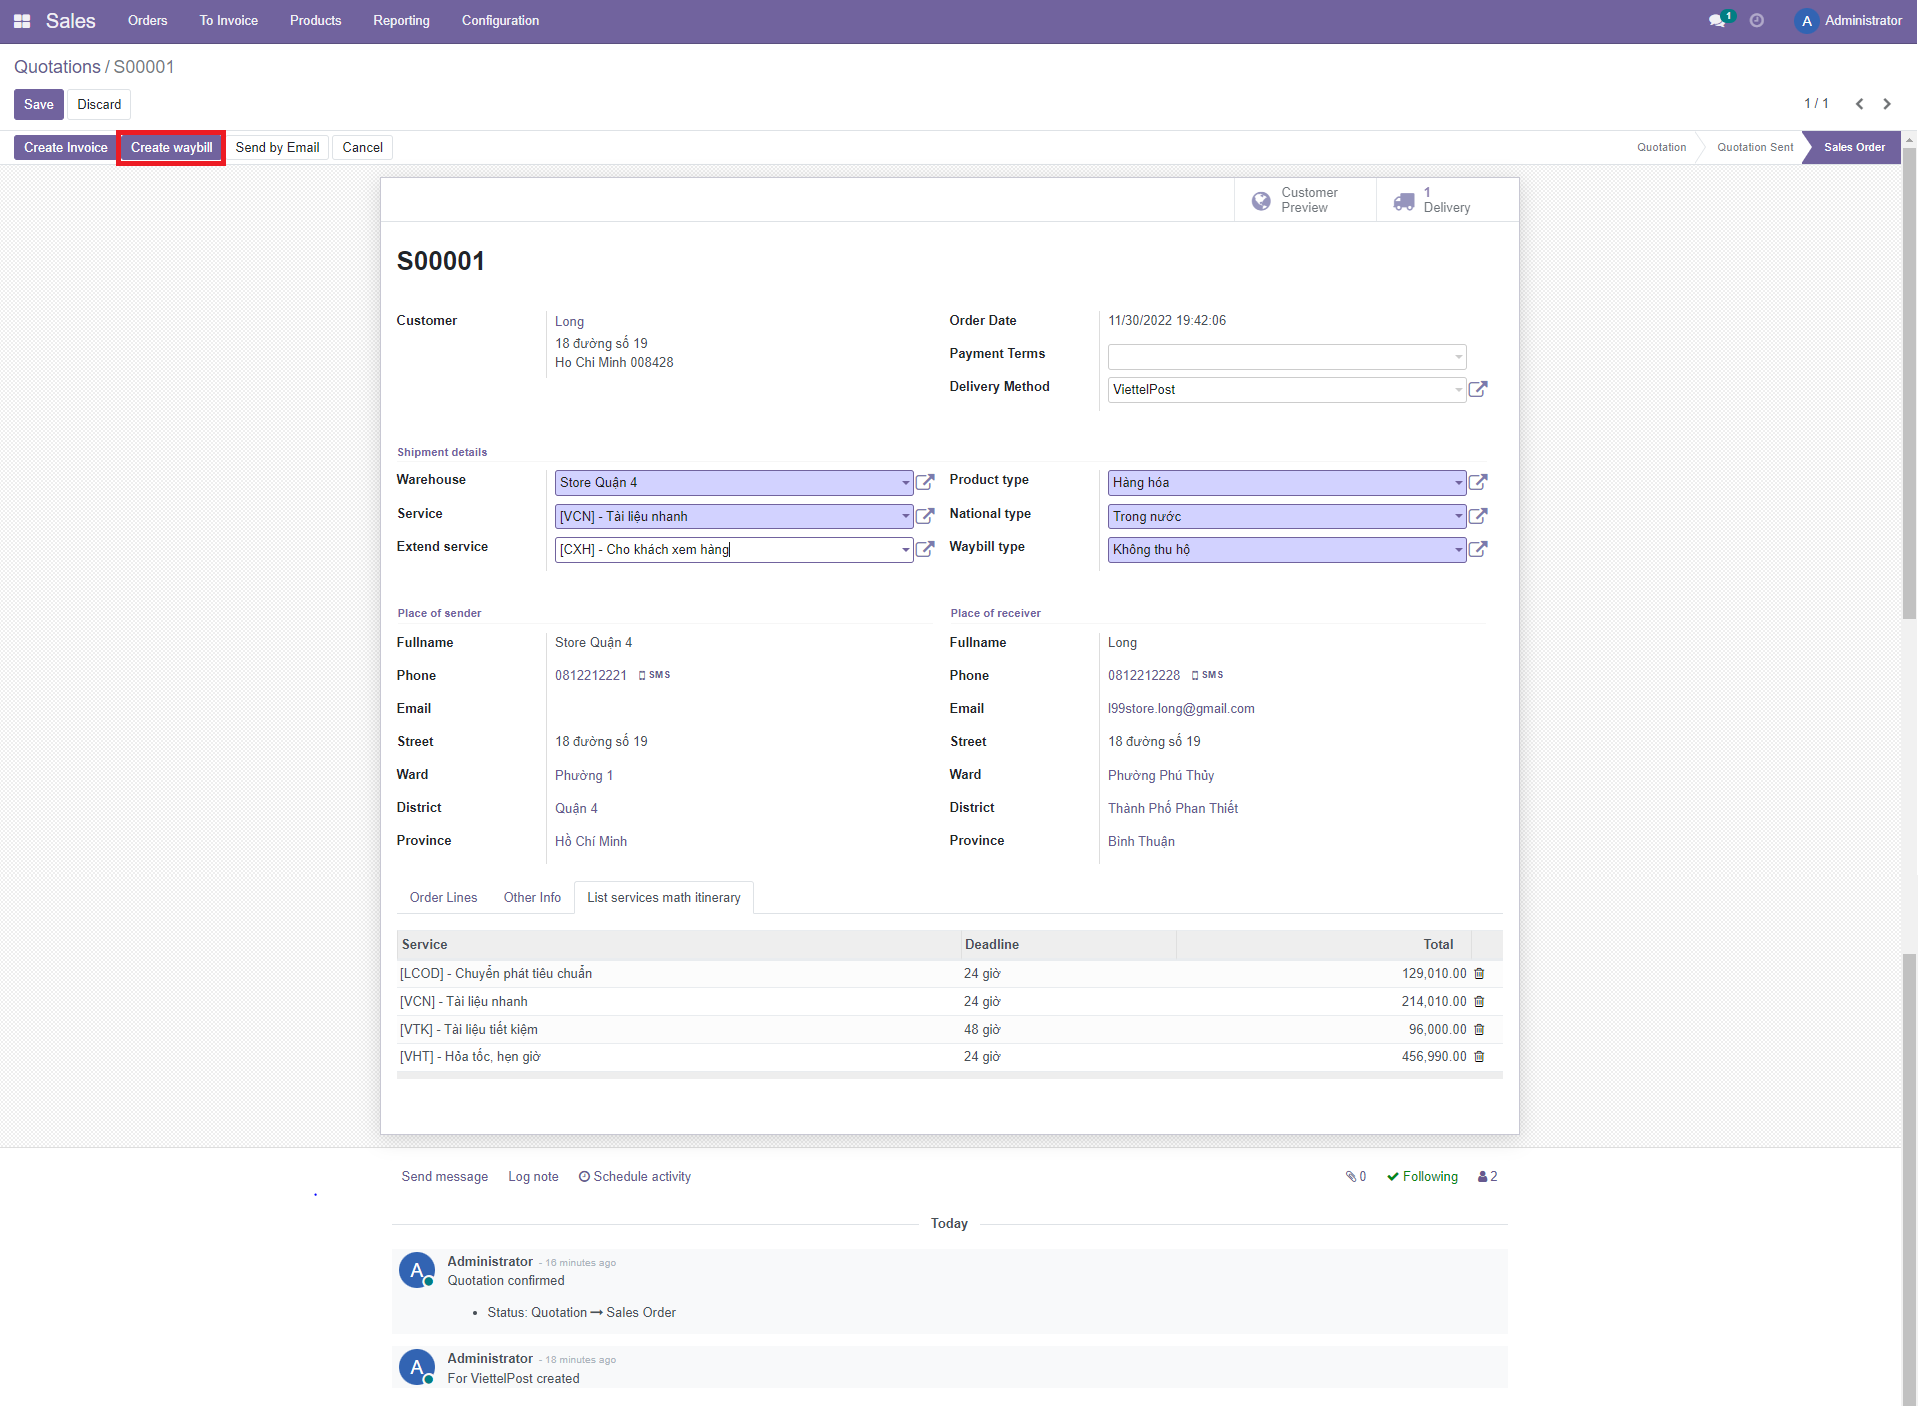 Sales Orders To Invoice Products Reporting Configuration 1 A Administrator
Quotations / S00001
Save Discard 1 / 1
Create Invoice Create waybill Send by Email Cancel Quotation Quotation Sent Sales Order
Customer Preview 1 Delivery
S00001
Customer Long Order Date 11/30/2022 19:42:06
18 đường số 19
Ho Chi Minh 008428
Payment Terms
Delivery Method ViettelPost
Shipment details
Warehouse Store Quận 4 Product type Hàng hóa
Service [VCN] - Tài liệu nhanh National type Trong nước
Extend service [CXH] - Cho khách xem hàng Waybill type Không thu hộ
Place of sender Place of receiver
Fullname Store Quận 4 Fullname Long
Phone 0812212221 SMS Phone 0812212228 SMS
Email Email l99store.long@gmail.com
Street 18 đường số 19 Street 18 đường số 19
Ward Phường 1 Ward Phường Phú Thủy
District Quận 4 District Thành Phố Phan Thiết
Province Hồ Chí Minh Province Bình Thuận
Order Lines Other Info List services math itinerary
Service Deadline Total
[LCOD] - Chuyển phát tiêu chuẩn 24 giờ 129,010.00
[VCN] - Tài liệu nhanh 24 giờ 214,010.00
[VTK] - Tài liệu tiết kiệm 48 giờ 96,000.00
[VHT] - Hỏa tốc, hẹn giờ 24 giờ 456,990.00
Send message Log note Schedule activity 0 Following 2
Today
A Administrator - 16 minutes ago
Quotation confirmed
• Status: Quotation → Sales Order
A Administrator - 18 minutes ago
For ViettelPost created